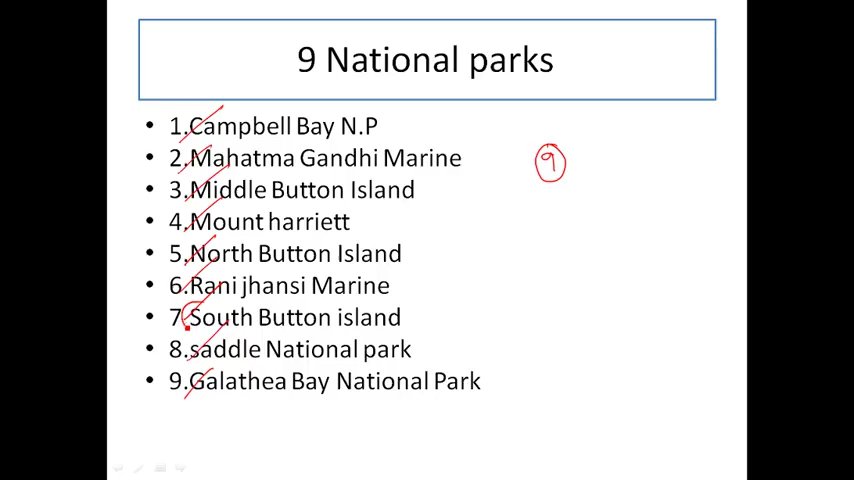 9 National parks
• 1.Campbell Bay N.P
• 2.Mahatma Gandhi Marine
9
• 3.Middle Button Island
• 4.Mount harriett
• 5.North Button Island
• 6.Rani jhansi Marine
• 7.South Button island
• 8.saddle National park
• 9.Galathea Bay National Park